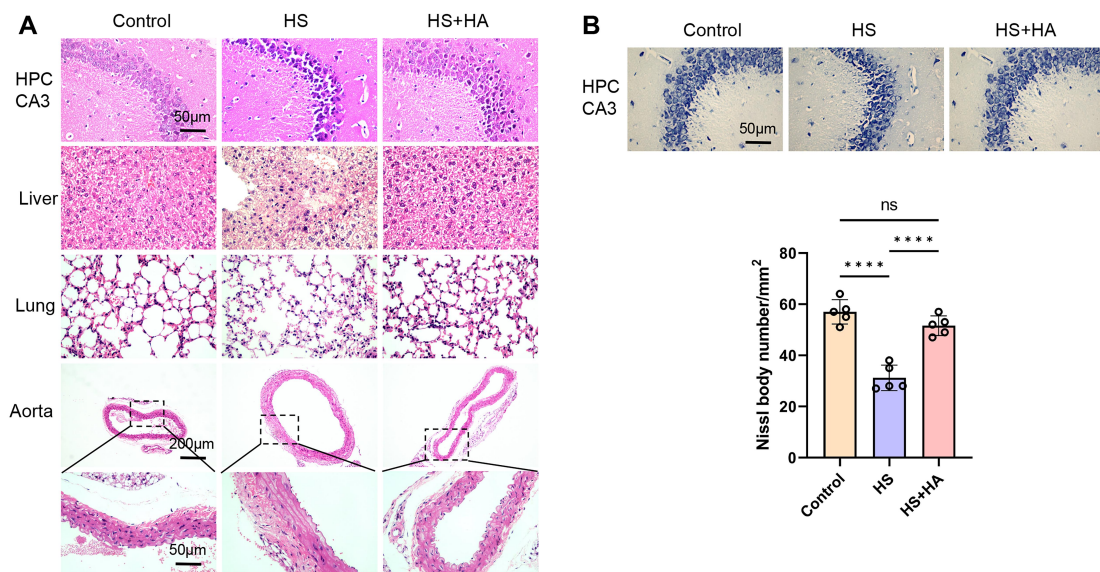 A
Control HS HS+HA
HPC
CA3
50μm
Liver
Lung
Aorta
200μm
50μm
B
Control HS HS+HA
HPC
CA3
50μm
ns
****
****
Nissl body number/mm²
80
60
40
20
0
Control HS HS+HA